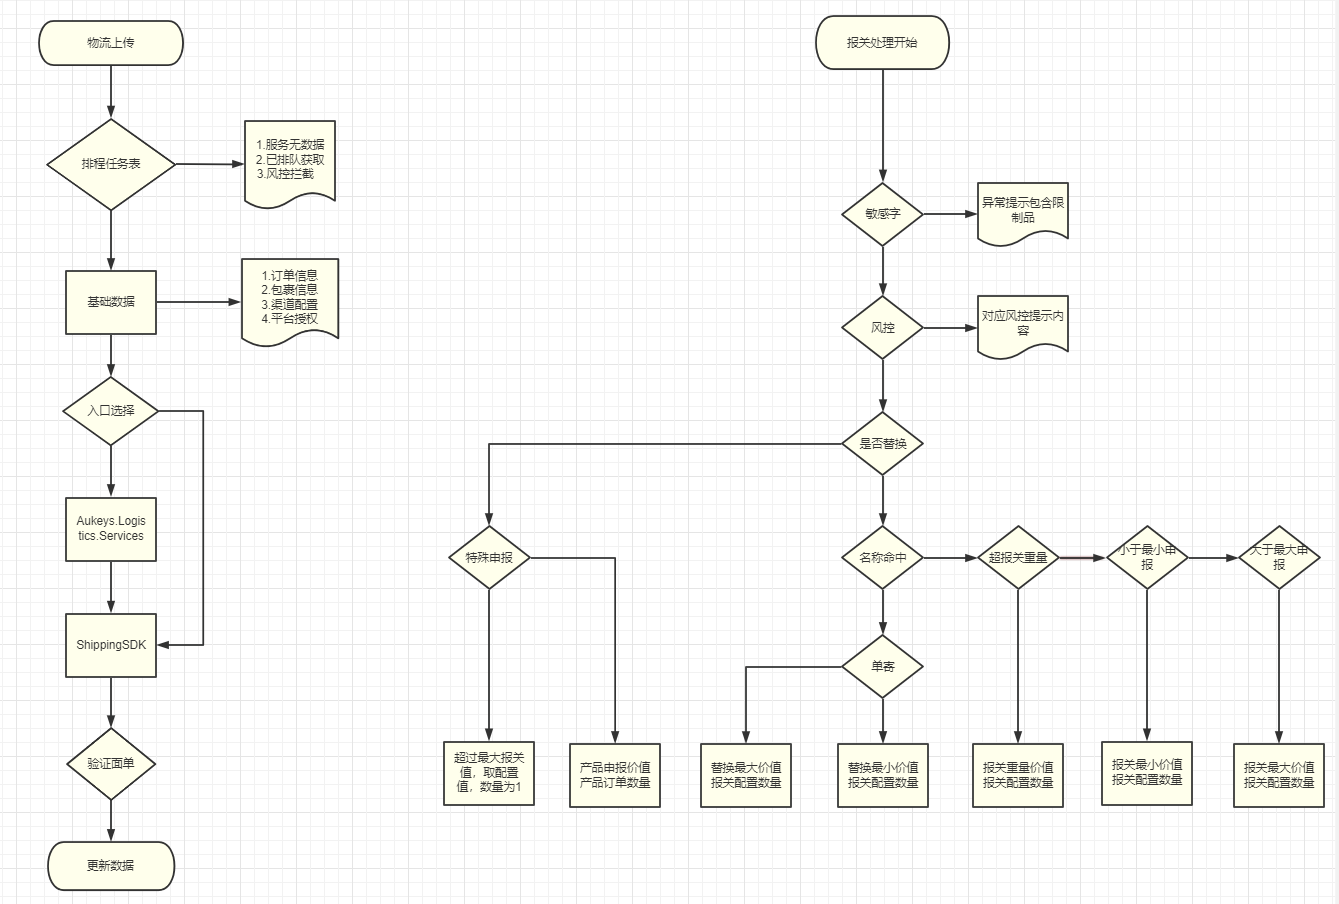 物流上传
排程任务表
1.服务无数据
2.已排队获取
3.风控拦截
基础数据
1.订单信息
2.包裹信息
3.渠道配置
4.平台授权
入口选择
Aukeys.Logis
tics.Services
ShippingSDK
验证面单
更新数据
报关处理开始
敏感字
异常提示包含限
制品
风控
对应风控提示内
容
是否替换
特殊申报
名称命中
超报关重量
小于最小申
报
大于最大申
报
单寄
超过最大报关
值，取配置
值，数量为1
产品申报价值
产品订单数量
替换最大价值
报关配置数量
替换最小价值
报关配置数量
报关重量价值
报关配置数量
报关最小价值
报关配置数量
报关最大价值
报关配置数量